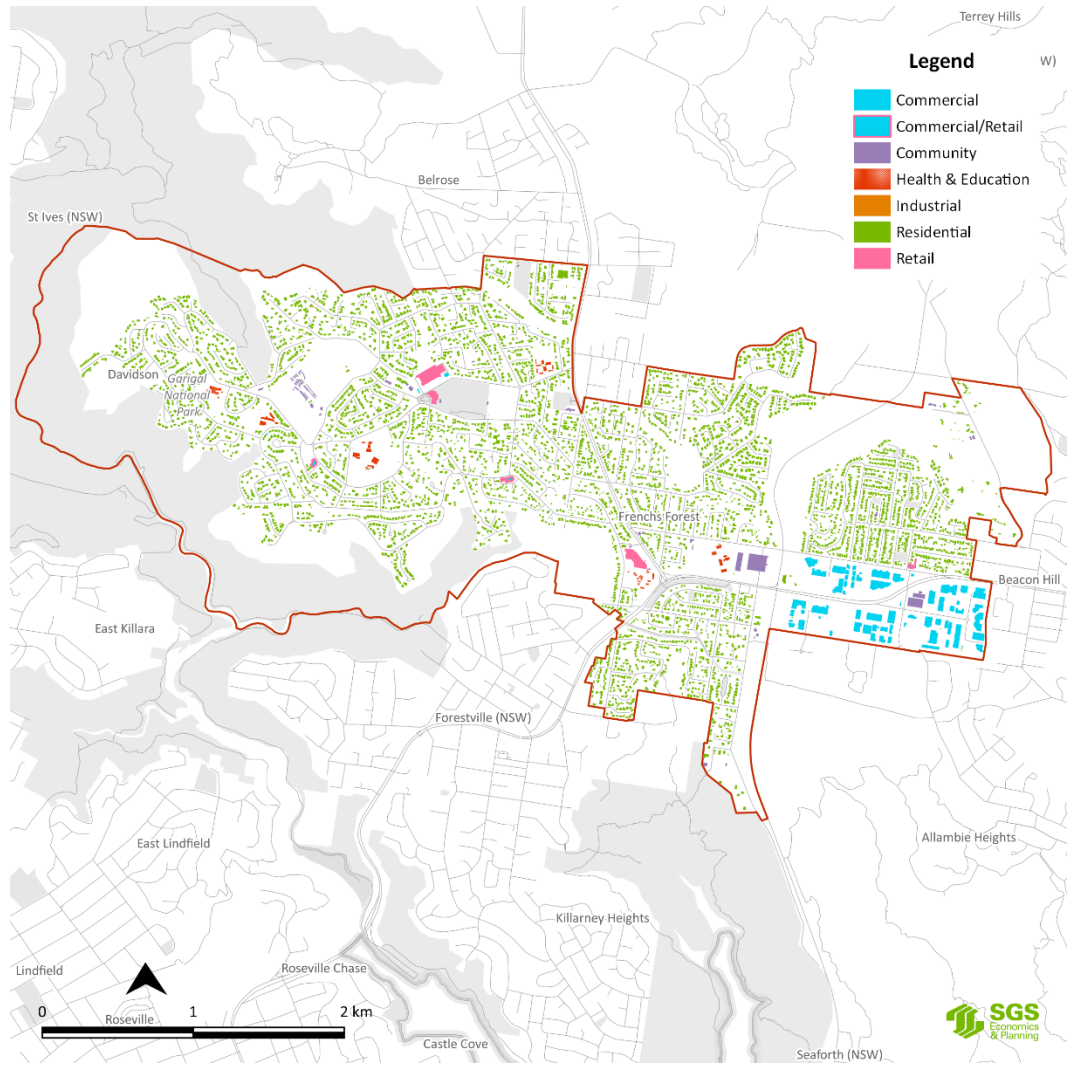 Terrey Hills
Legend
W)
Commercial
Commercial/Retail
Community
Health & Education
Industrial
Residential
Retail
Belrose
St Ives (NSW)
Davidson
Garigal
National
Park
Frenchs Forest
Beacon Hill
East Killara
Forestville (NSW)
East Lindfield
Allambie Heights
Killarney Heights
Lindfield
Roseville Chase
0 1 2 km
Roseville
Castle Cove
SGS
Economics
& Planning
Seaforth (NSW)